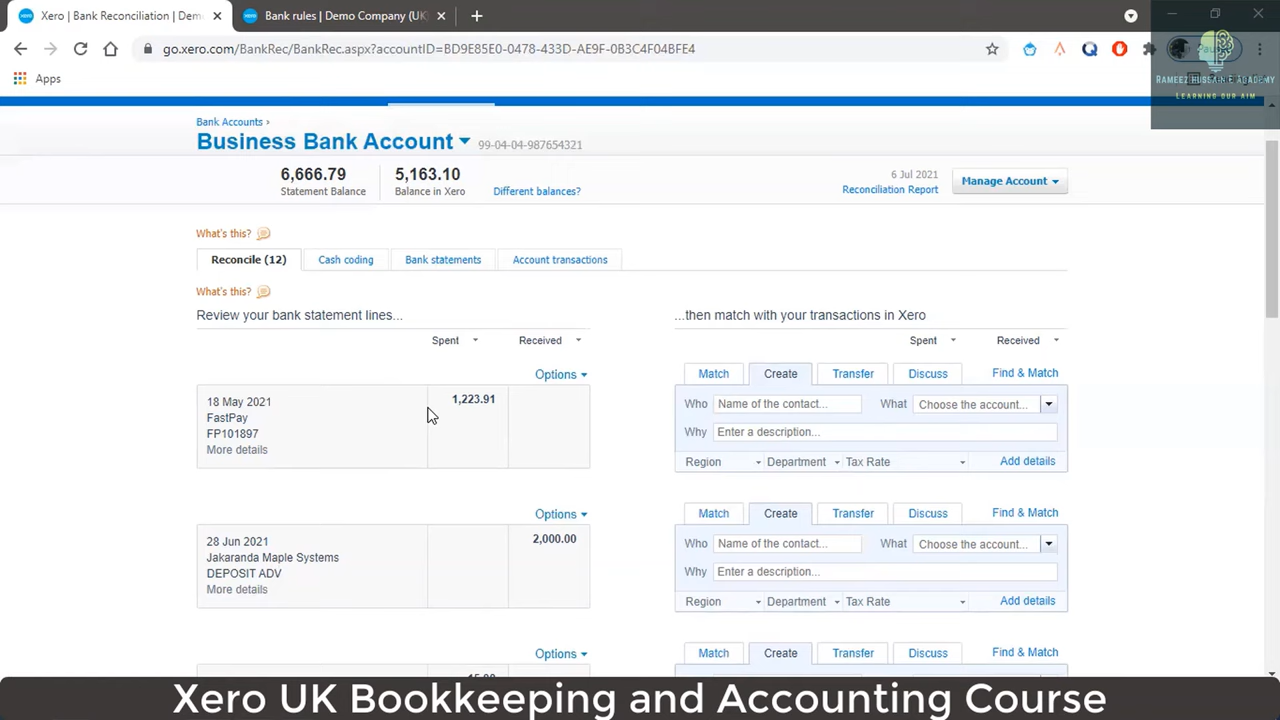 Xero | Bank Reconciliation | Dem
Bank rules | Demo Company (UK)
go.xero.com/BankRec/BankRec.aspx?accountID=BD9E85E0-0478-433D-AE9F-0B3C4F04BFE4
RAMEEZ HUSSAIN E ACADEMY
LEARNING OUR AIM
Apps
Bank Accounts ›
Business Bank Account 99-04-04-987654321
6,666.79 5,163.10
Statement Balance Balance in Xero Different balances?
6 Jul 2021
Reconciliation Report
Manage Account
What's this?
Reconcile (12) Cash coding Bank statements Account transactions
What's this?
Review your bank statement lines... ...then match with your transactions in Xero
Spent Received Spent Received
Options Match Create Transfer Discuss Find & Match
18 May 2021 1,223.91
FastPay
FP101897
More details
Who Name of the contact... What Choose the account...
Why Enter a description...
Region Department Tax Rate Add details
Options Match Create Transfer Discuss Find & Match
28 Jun 2021 2,000.00
Jakaranda Maple Systems
DEPOSIT ADV
More details
Who Name of the contact... What Choose the account...
Why Enter a description...
Region Department Tax Rate Add details
Options Match Create Transfer Discuss Find & Match
Xero UK Bookkeeping and Accounting Course